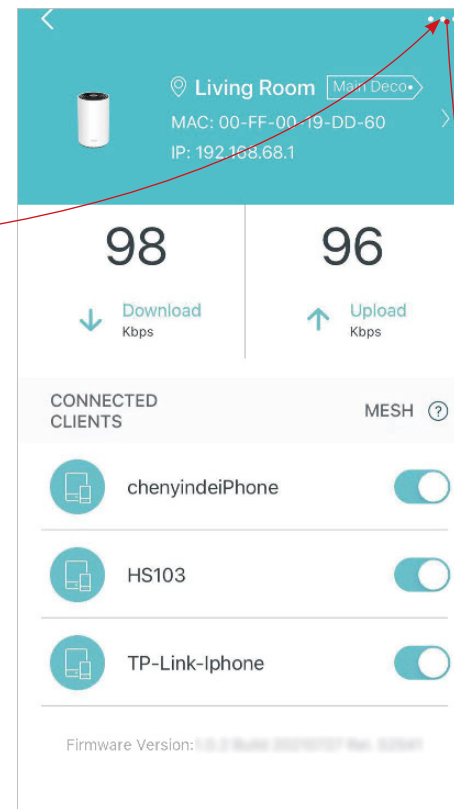 Living Room Main Deco
MAC: 00-FF-00-19-DD-60
IP: 192.168.68.1
98 96
Download Upload
Kbps Kbps
CONNECTED
CLIENTS
MESH ?
chenyindeiPhone
HS103
TP-Link-Iphone
Firmware Version: